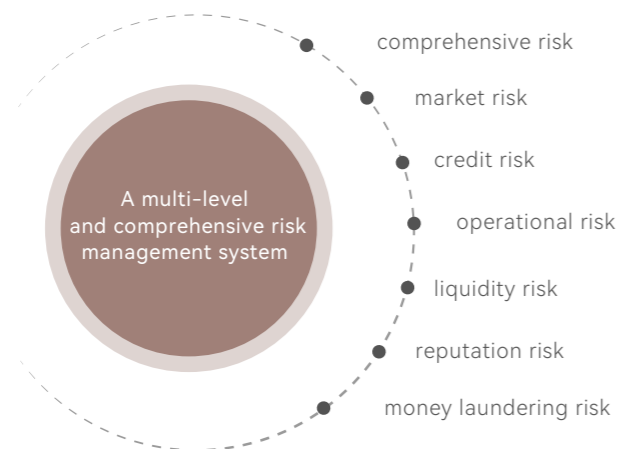 comprehensive risk
market risk
credit risk
A multi-level
and comprehensive risk
management system
operational risk
liquidity risk
reputation risk
money laundering risk